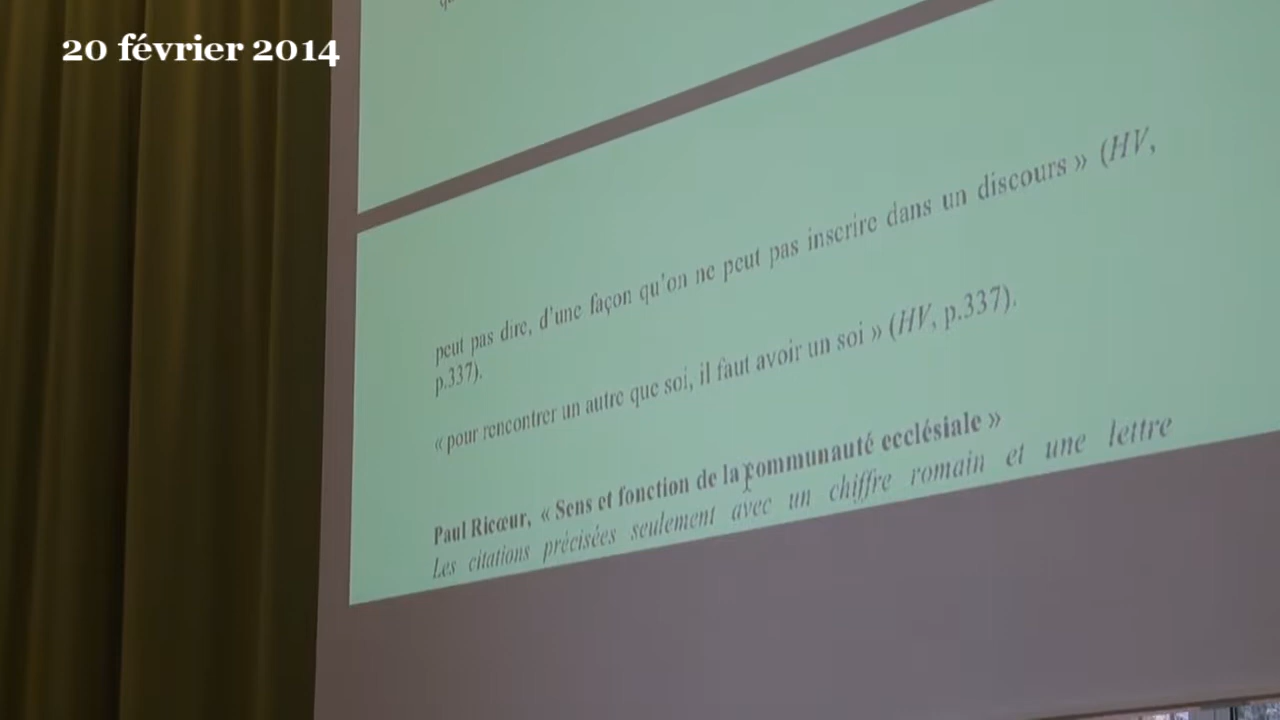 20 février 2014
peut pas dire, d'une façon qu'on ne peut pas inscrire dans un discours » (HV,
p.337).
« pour rencontrer un autre que soi, il faut avoir un soi » (HV, p.337).
Paul Ricœur, « Sens et fonction de la communauté ecclésiale »
Les citations précisées seulement avec un chiffre romain et une lettre